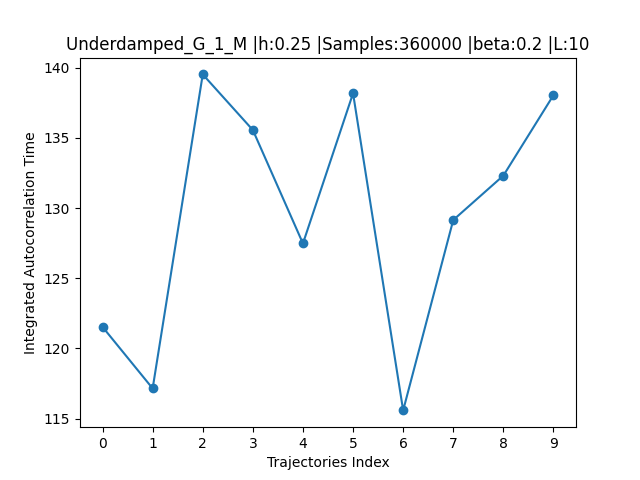 Underdamped_G_1_M |h:0.25 |Samples:360000 |beta:0.2 |L:10
140
135
130
125
120
115
Integrated Autocorrelation Time
0 1 2 3 4 5 6 7 8 9
Trajectories Index